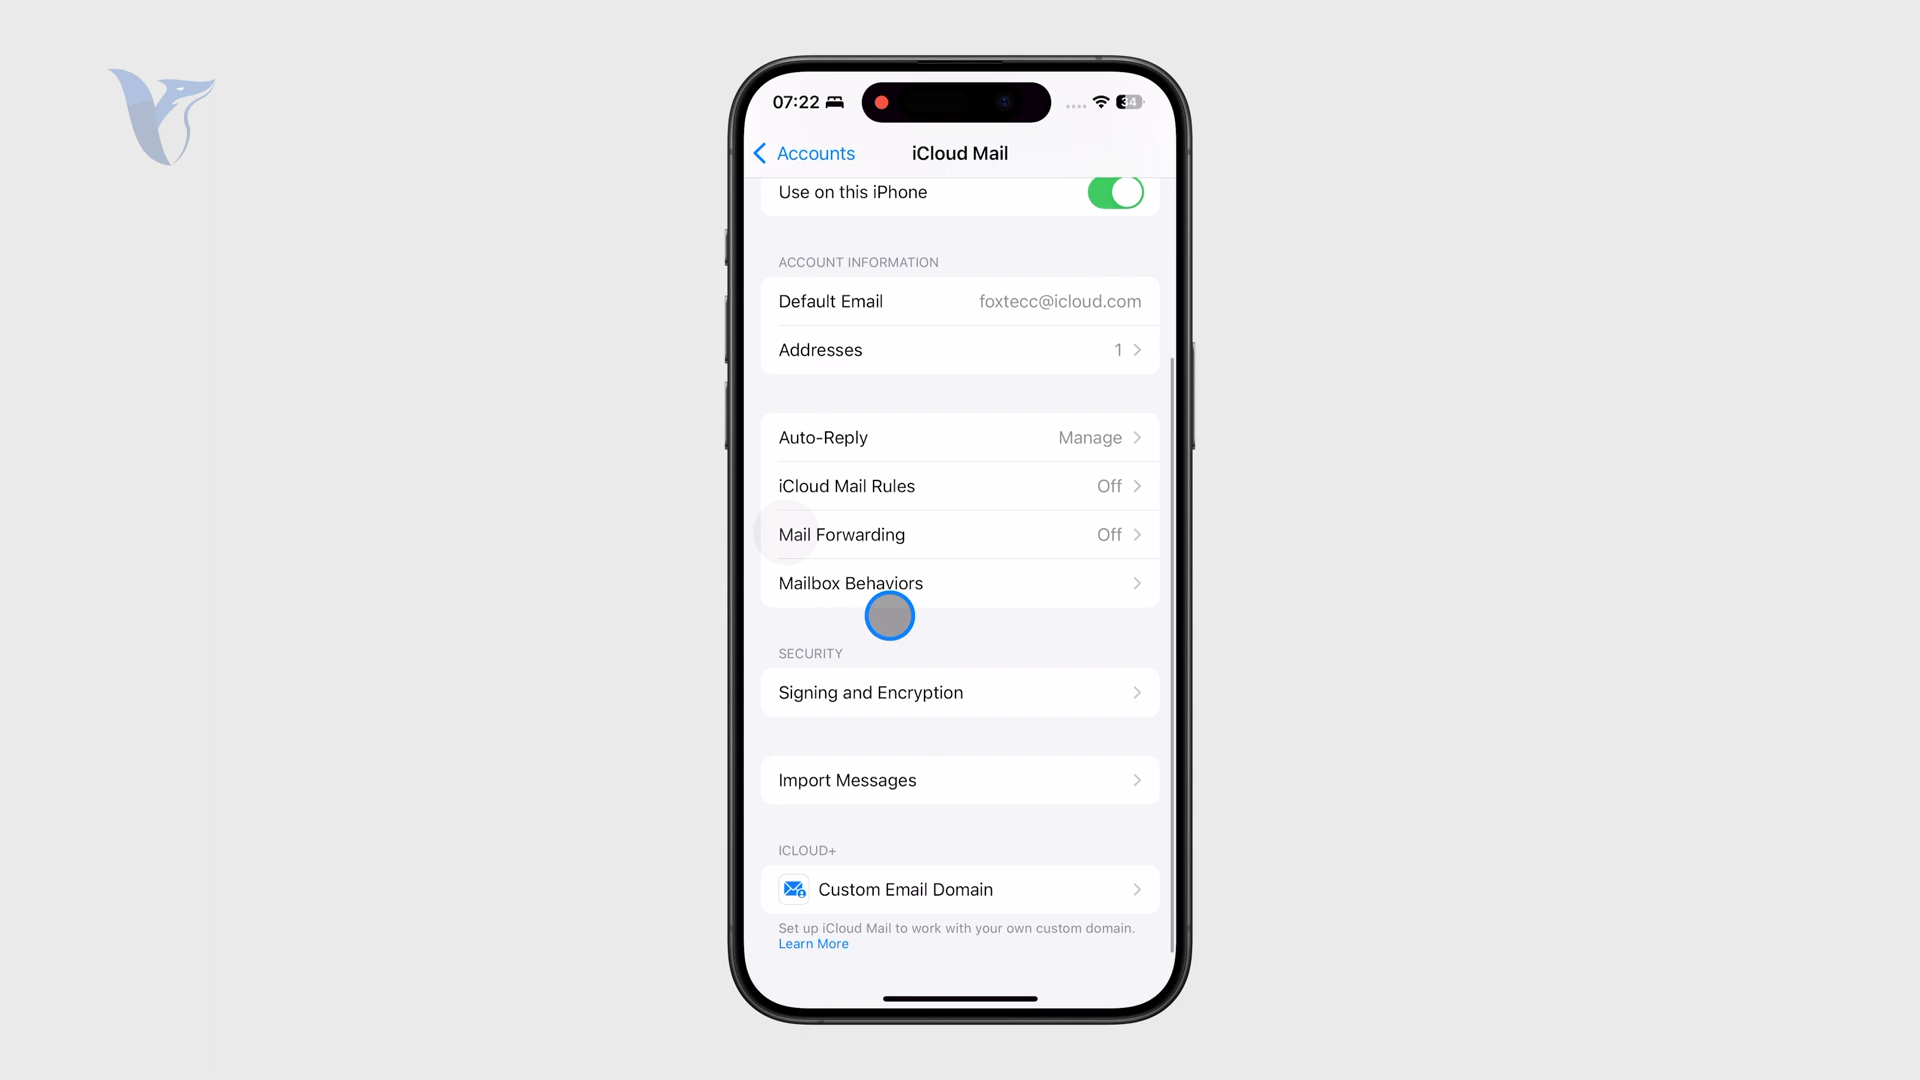 07:22
34
Accounts
iCloud Mail
Use on this iPhone
ACCOUNT INFORMATION
Default Email foxtecc@icloud.com
Addresses 1
Auto-Reply Manage
iCloud Mail Rules Off
Mail Forwarding Off
Mailbox Behaviors
SECURITY
Signing and Encryption
Import Messages
ICLOUD+
Custom Email Domain
Set up iCloud Mail to work with your own custom domain.
Learn More